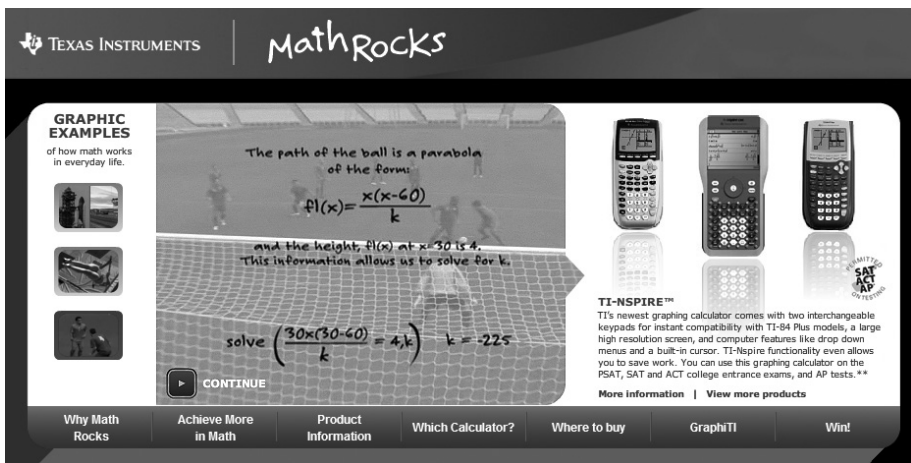 TEXAS INSTRUMENTS
MathRocks
GRAPHIC
EXAMPLES
of how math works
in everyday life.
The path of the ball is a parabola
of the form:
f1(x)= x(x-60)
k
and the height, f1(x) at x=30 is 4.
This information allows us to solve for k.
solve (30x(30-60) = 4,k) k = -225
k
CONTINUE
PERMITTED
SAT
ACT
AP
ON TESTING
TI-NSPIRE™
TI's newest graphing calculator comes with two interchangeable
keypads for instant compatibility with TI-84 Plus models, a large
high resolution screen, and computer features like drop down
menus and a built-in cursor. TI-Nspire functionality even allows
you to save work. You can use this graphing calculator on the
PSAT, SAT and ACT college entrance exams, and AP tests.**
More information | View more products
Why Math
Rocks
Achieve More
in Math
Product
Information
Which Calculator?
Where to buy
GraphiTI
Win!